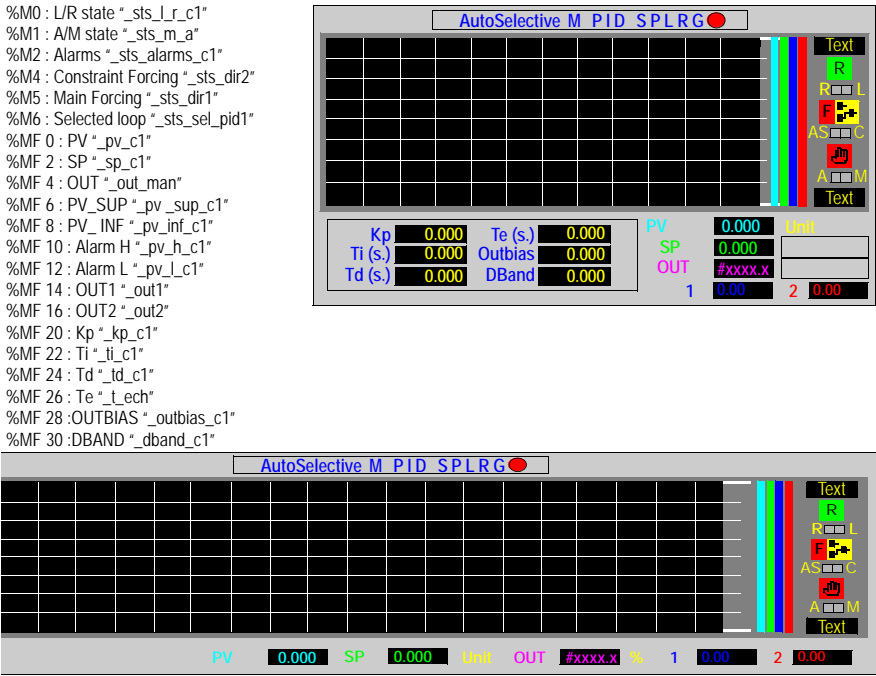 %M0 : L/R state “_sts_l_r_c1”
%M1 : A/M state “_sts_m_a”
%M2 : Alarms “_sts_alarms_c1”
%M4 : Constraint Forcing “_sts_dir2”
%M5 : Main Forcing “_sts_dir1”
%M6 : Selected loop “_sts_sel_pid1”
%MF 0 : PV “_pv_c1”
%MF 2 : SP “_sp_c1”
%MF 4 : OUT “_out_man”
%MF 6 : PV_SUP “_pv _sup_c1”
%MF 8 : PV_ INF “_pv_inf_c1”
%MF 10 : Alarm H “_pv_h_c1”
%MF 12 : Alarm L “_pv_l_c1”
%MF 14 : OUT1 “_out1”
%MF 16 : OUT2 “_out2”
%MF 20 : Kp “_kp_c1”
%MF 22 : Ti “_ti_c1”
%MF 24 : Td “_td_c1”
%MF 26 : Te “_t_ech”
%MF 28 :OUTBIAS “_outbias_c1”
%MF 30 :DBAND “_dband_c1”
AutoSelective M PID SPLRG
Text
R
R L
F
AS C
A M
Text
Kp 0.000 Te (s.) 0.000
Ti (s.) 0.000 Outbias 0.000
Td (s.) 0.000 DBand 0.000
PV 0.000 Unit
SP 0.000
OUT #xxxx.x
1 0.00 2 0.00
AutoSelective M PID SPLRG
Text
R
R L
F
AS C
A M
Text
PV 0.000 SP 0.000 Unit OUT #xxxx.x % 1 0.00 2 0.00